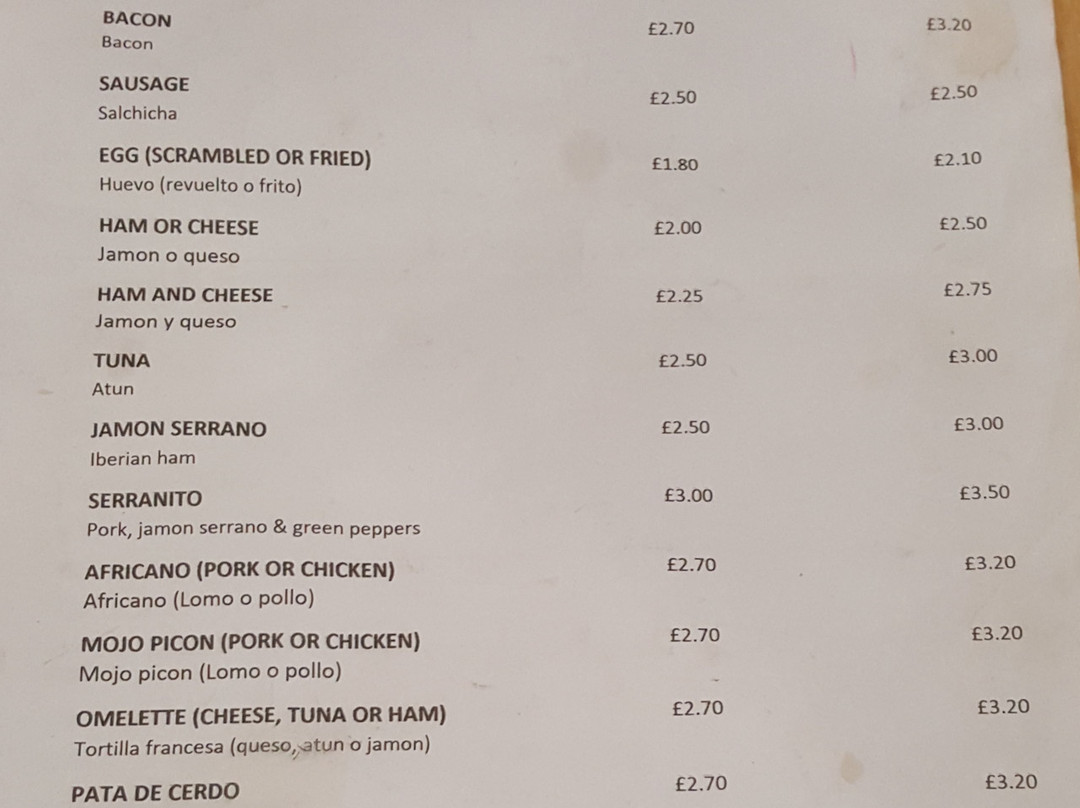 BACON £2.70 £3.20
Bacon
SAUSAGE £2.50 £2.50
Salchicha
EGG (SCRAMBLED OR FRIED) £1.80 £2.10
Huevo (revuelto o frito)
HAM OR CHEESE £2.00 £2.50
Jamon o queso
HAM AND CHEESE £2.25 £2.75
Jamon y queso
TUNA £2.50 £3.00
Atun
JAMON SERRANO £2.50 £3.00
Iberian ham
SERRANITO £3.00 £3.50
Pork, jamon serrano & green peppers
AFRICANO (PORK OR CHICKEN) £2.70 £3.20
Africano (Lomo o pollo)
MOJO PICON (PORK OR CHICKEN) £2.70 £3.20
Mojo picon (Lomo o pollo)
OMELETTE (CHEESE, TUNA OR HAM) £2.70 £3.20
Tortilla francesa (queso, atun o jamon)
PATA DE CERDO £2.70 £3.20